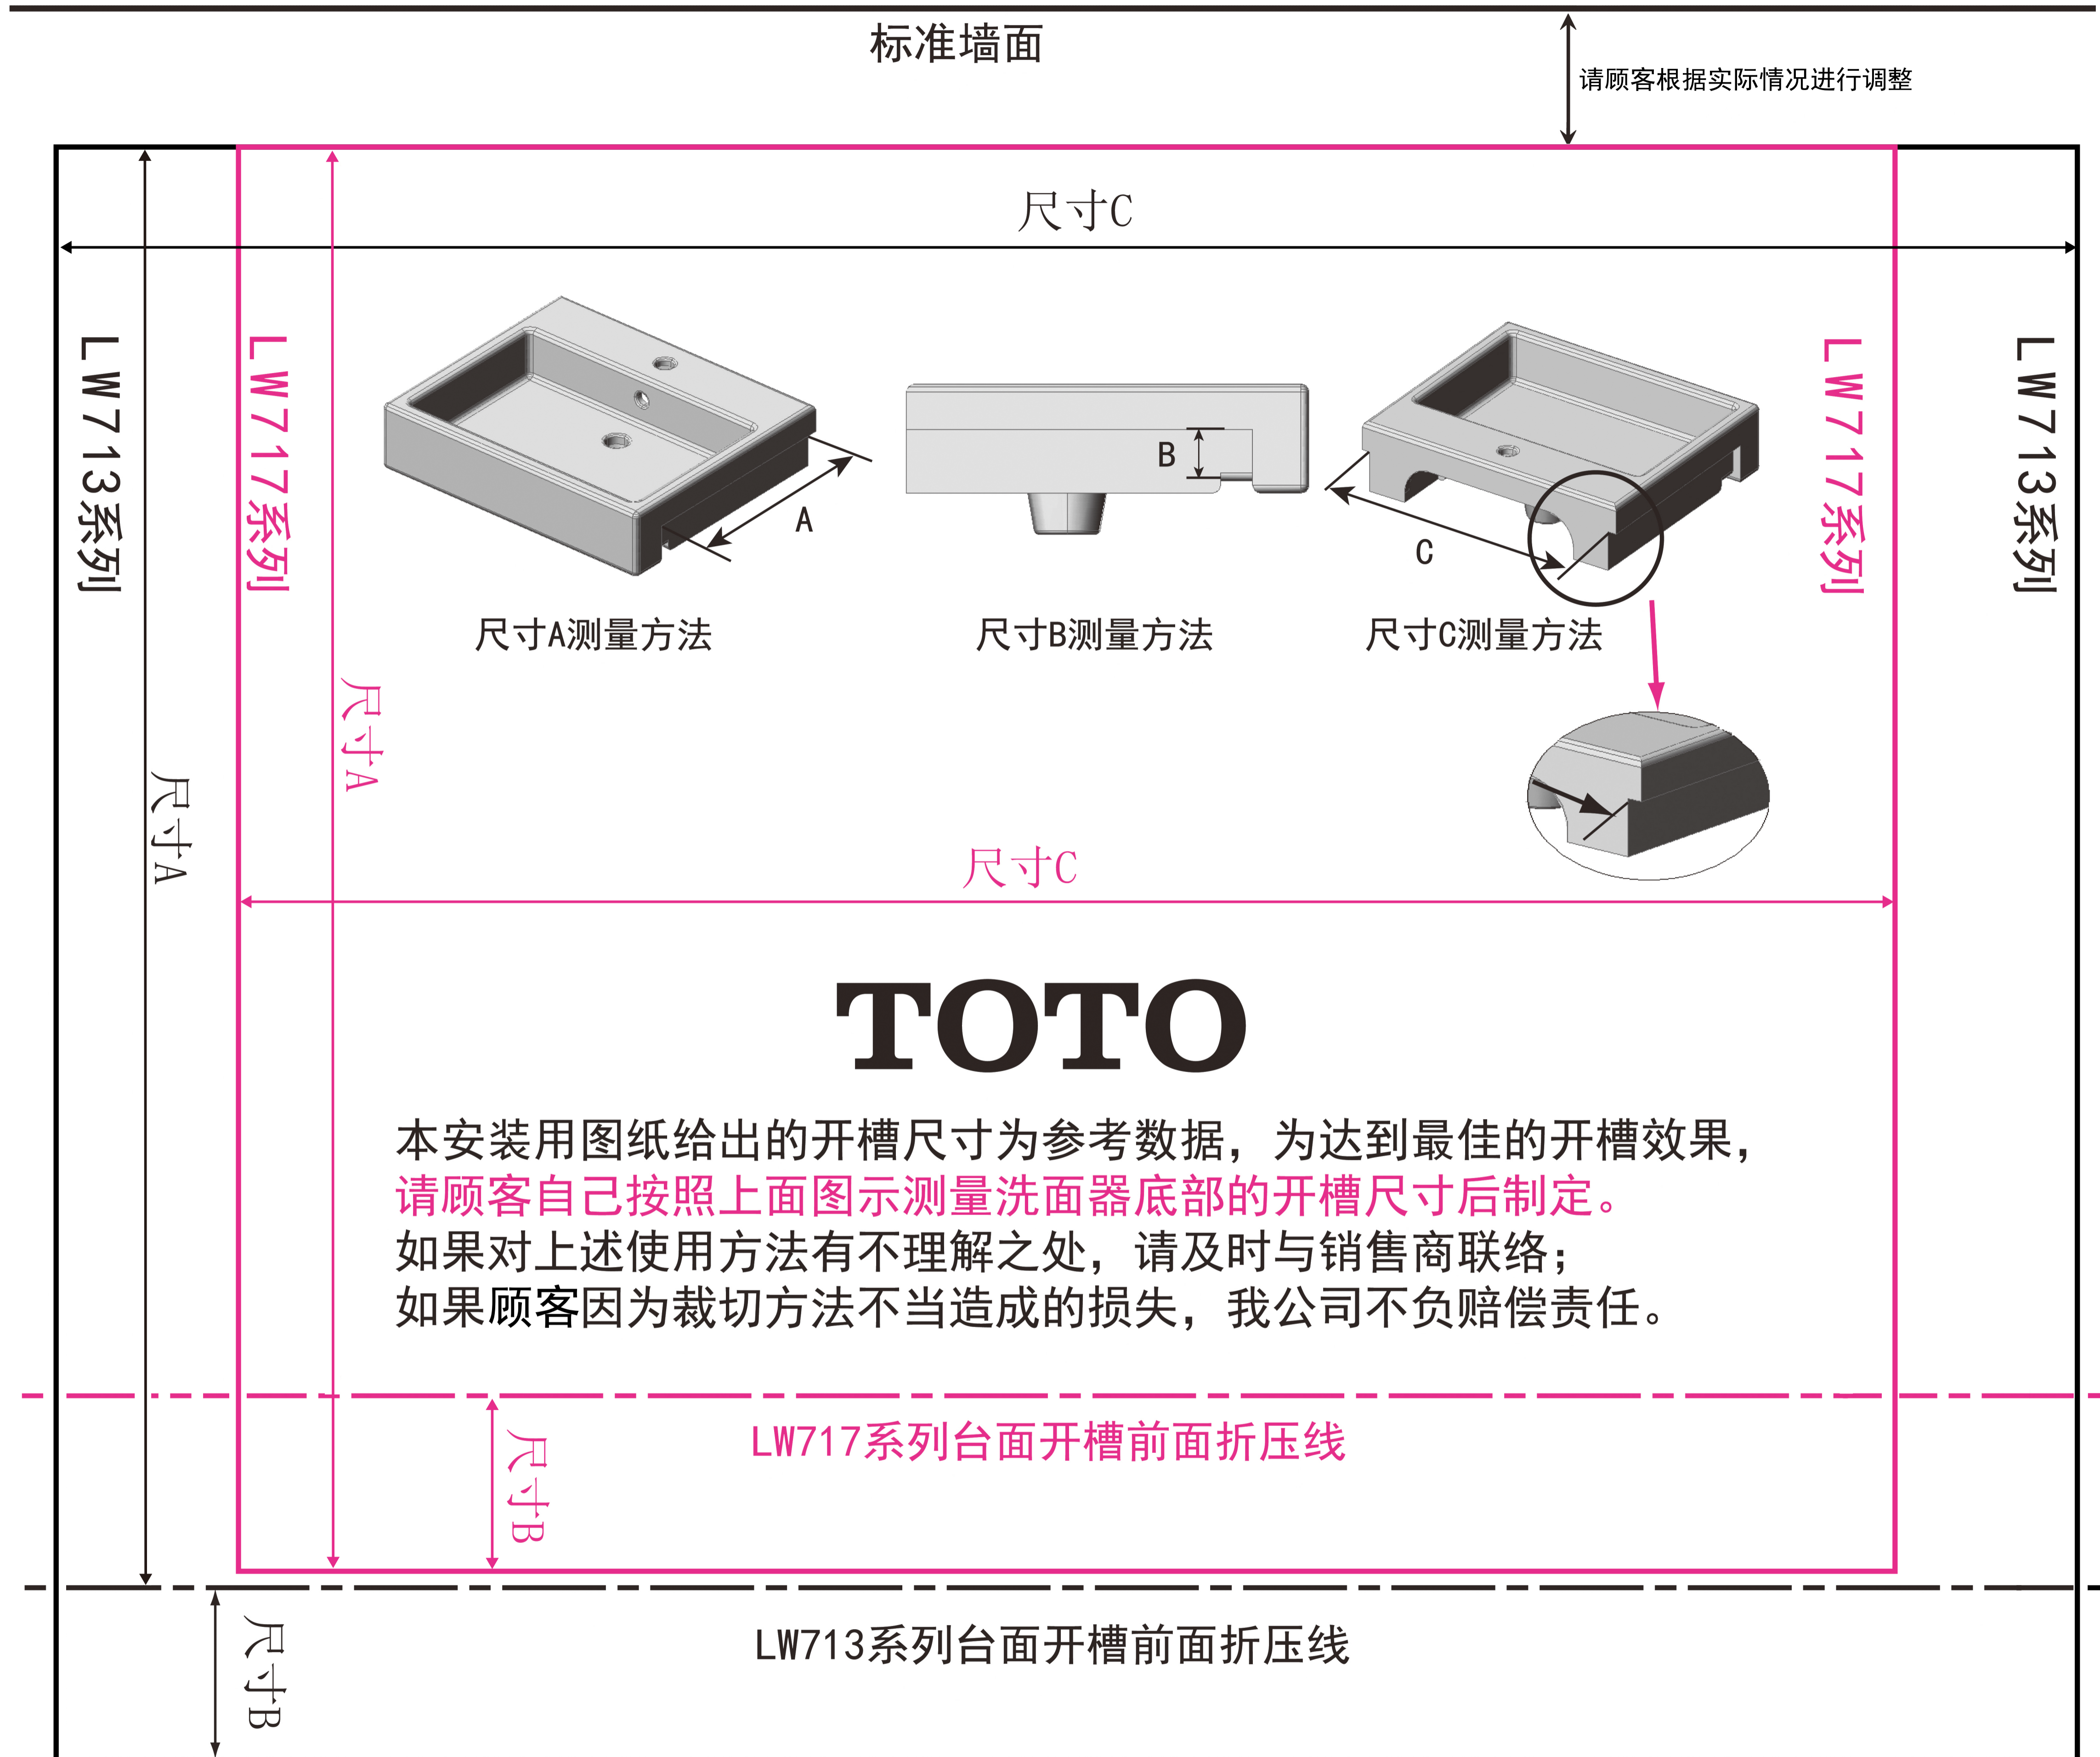 标准墙面
请顾客根据实际情况进行调整
尺寸C
LW713系列
LW717系列
LW717系列
LW713系列
A
B
C
尺寸A测量方法
尺寸B测量方法
尺寸C测量方法
尺寸A
尺寸A
尺寸C
TOTO
本安装用图纸给出的开槽尺寸为参考数据，为达到最佳的开槽效果，
请顾客自己按照上面图示测量洗面器底部的开槽尺寸后制定。
如果对上述使用方法有不理解之处，请及时与销售商联络；
如果顾客因为裁切方法不当造成的损失，我公司不负赔偿责任。
LW717系列台面开槽前面折压线
尺寸B
LW713系列台面开槽前面折压线
尺寸B